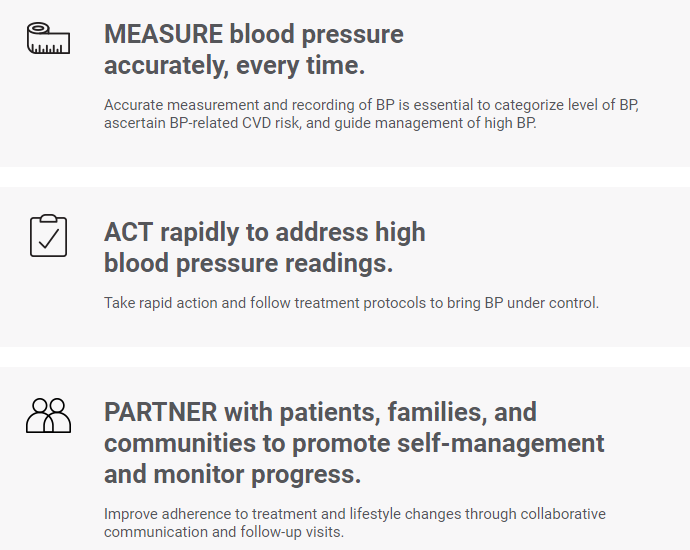 MEASURE blood pressure
accurately, every time.
Accurate measurement and recording of BP is essential to categorize level of BP,
ascertain BP-related CVD risk, and guide management of high BP.
ACT rapidly to address high
blood pressure readings.
Take rapid action and follow treatment protocols to bring BP under control.
PARTNER with patients, families, and
communities to promote self-management
and monitor progress.
Improve adherence to treatment and lifestyle changes through collaborative
communication and follow-up visits.